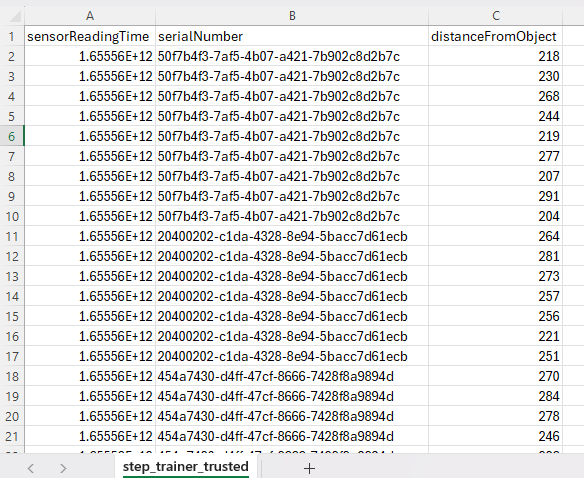 A B C
1 sensorReadingTime serialNumber distanceFromObject
2 1.65556E+12 50f7b4f3-7af5-4b07-a421-7b902c8d2b7c 218
3 1.65556E+12 50f7b4f3-7af5-4b07-a421-7b902c8d2b7c 230
4 1.65556E+12 50f7b4f3-7af5-4b07-a421-7b902c8d2b7c 268
5 1.65556E+12 50f7b4f3-7af5-4b07-a421-7b902c8d2b7c 244
6 1.65556E+12 50f7b4f3-7af5-4b07-a421-7b902c8d2b7c 219
7 1.65556E+12 50f7b4f3-7af5-4b07-a421-7b902c8d2b7c 277
8 1.65556E+12 50f7b4f3-7af5-4b07-a421-7b902c8d2b7c 207
9 1.65556E+12 50f7b4f3-7af5-4b07-a421-7b902c8d2b7c 291
10 1.65556E+12 50f7b4f3-7af5-4b07-a421-7b902c8d2b7c 204
11 1.65556E+12 20400202-c1da-4328-8e94-5bacc7d61ecb 264
12 1.65556E+12 20400202-c1da-4328-8e94-5bacc7d61ecb 281
13 1.65556E+12 20400202-c1da-4328-8e94-5bacc7d61ecb 273
14 1.65556E+12 20400202-c1da-4328-8e94-5bacc7d61ecb 257
15 1.65556E+12 20400202-c1da-4328-8e94-5bacc7d61ecb 256
16 1.65556E+12 20400202-c1da-4328-8e94-5bacc7d61ecb 221
17 1.65556E+12 20400202-c1da-4328-8e94-5bacc7d61ecb 251
18 1.65556E+12 454a7430-d4ff-47cf-8666-7428f8a9894d 270
19 1.65556E+12 454a7430-d4ff-47cf-8666-7428f8a9894d 284
20 1.65556E+12 454a7430-d4ff-47cf-8666-7428f8a9894d 278
21 1.65556E+12 454a7430-d4ff-47cf-8666-7428f8a9894d 246
step_trainer_trusted